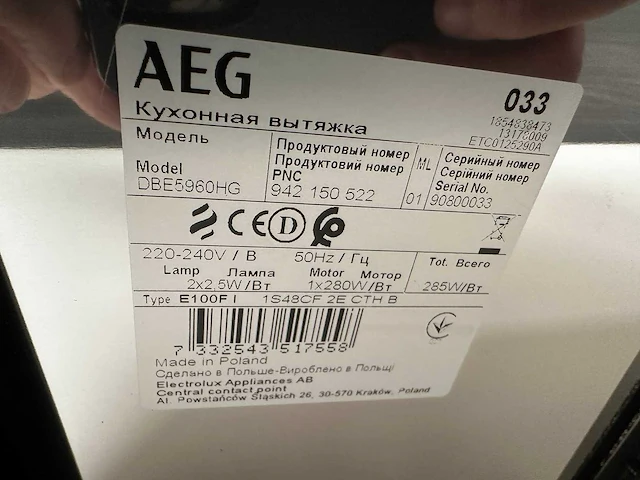 AEG
033
1854838473
13178009
ETC0125290A
Кухонная вытяжка
Модель
Model
DBE5960HG
Продуктовый номер
Продуктовий номер
PNC
942 150 522
ML
01
Серийный номер
Серійний номер
Serial No.
90800033
CE D
220-240V / В 50Hz / Гц
Lamp Лампа Motor Мотор Tot. Всего
2x2,5W/Вт 1x280W/Вт 285W/Вт
Type E100F I 1S48CF 2E CTH B
7 332543 517558
Made in Poland
Сделано в Польше-Вироблено в Польщі
Electrolux Appliances AB
Central contact point
Al. Powstańców Śląskich 26, 30-570 Kraków, Poland